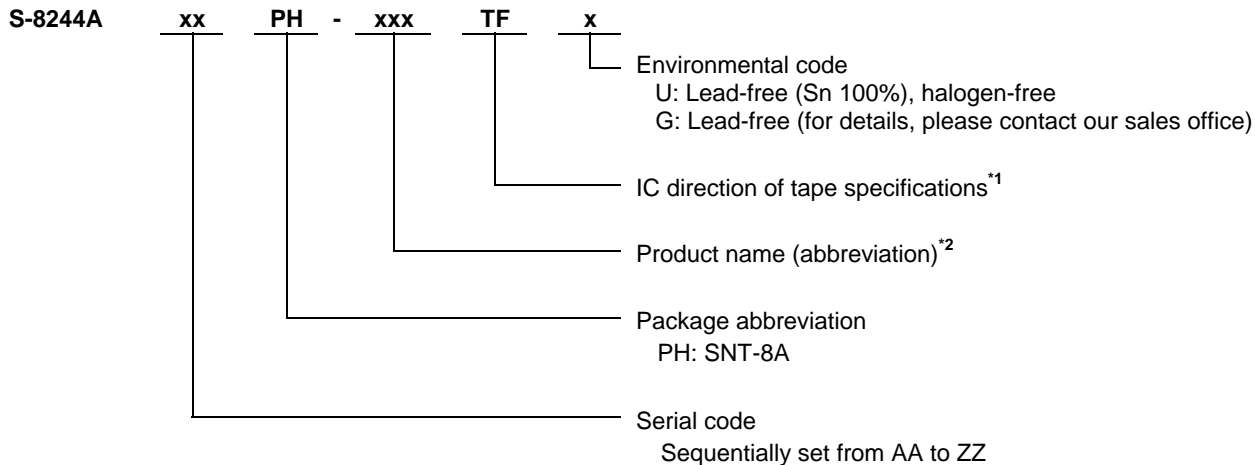 S-8244A xx PH - xxx TF x
Environmental code
U: Lead-free (Sn 100%), halogen-free
G: Lead-free (for details, please contact our sales office)
IC direction of tape specifications*1
Product name (abbreviation)*2
Package abbreviation
PH: SNT-8A
Serial code
Sequentially set from AA to ZZ